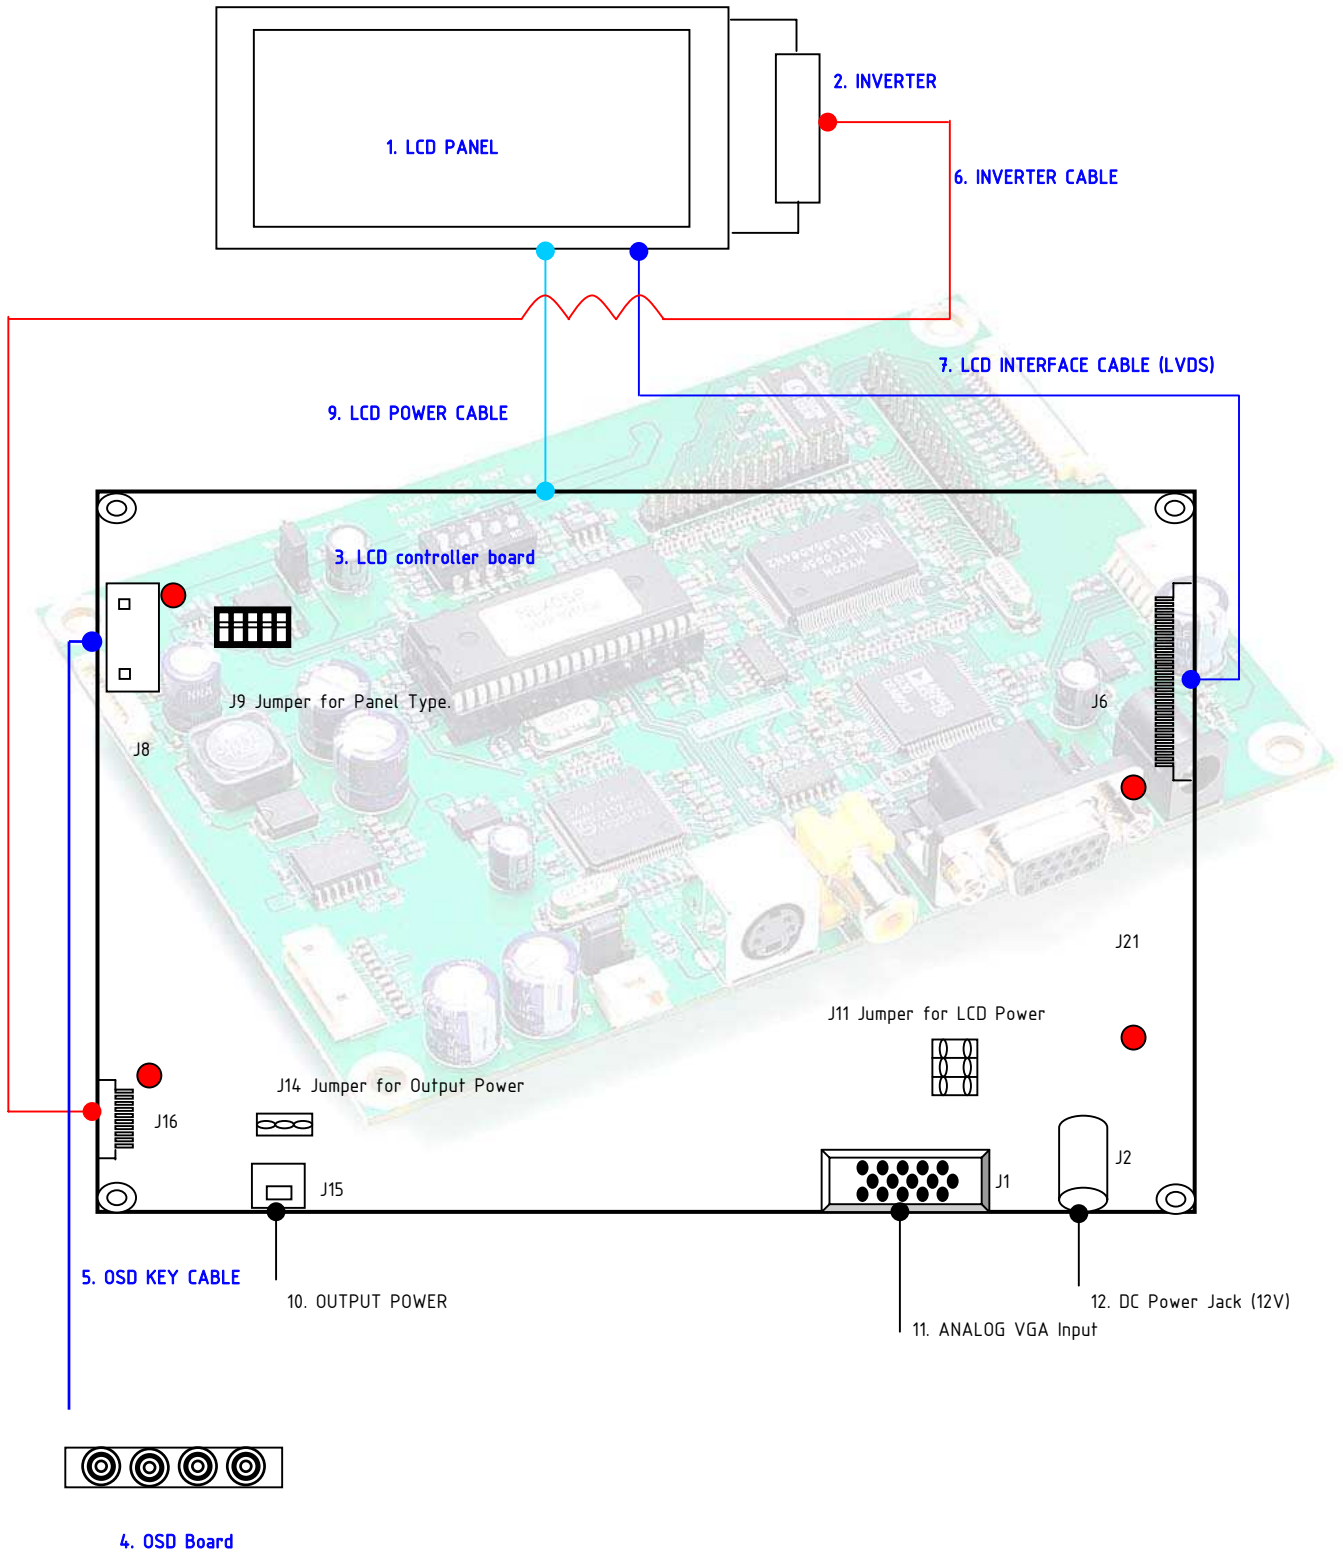 2. INVERTER
1. LCD PANEL
6. INVERTER CABLE
7. LCD INTERFACE CABLE (LVDS)
9. LCD POWER CABLE
3. LCD controller board
J9 Jumper for Panel Type.
J6
J8
J21
J11 Jumper for LCD Power
J14 Jumper for Output Power
J16
J2
J15
J1
5. OSD KEY CABLE
10. OUTPUT POWER
12. DC Power Jack (12V)
11. ANALOG VGA Input
4. OSD Board